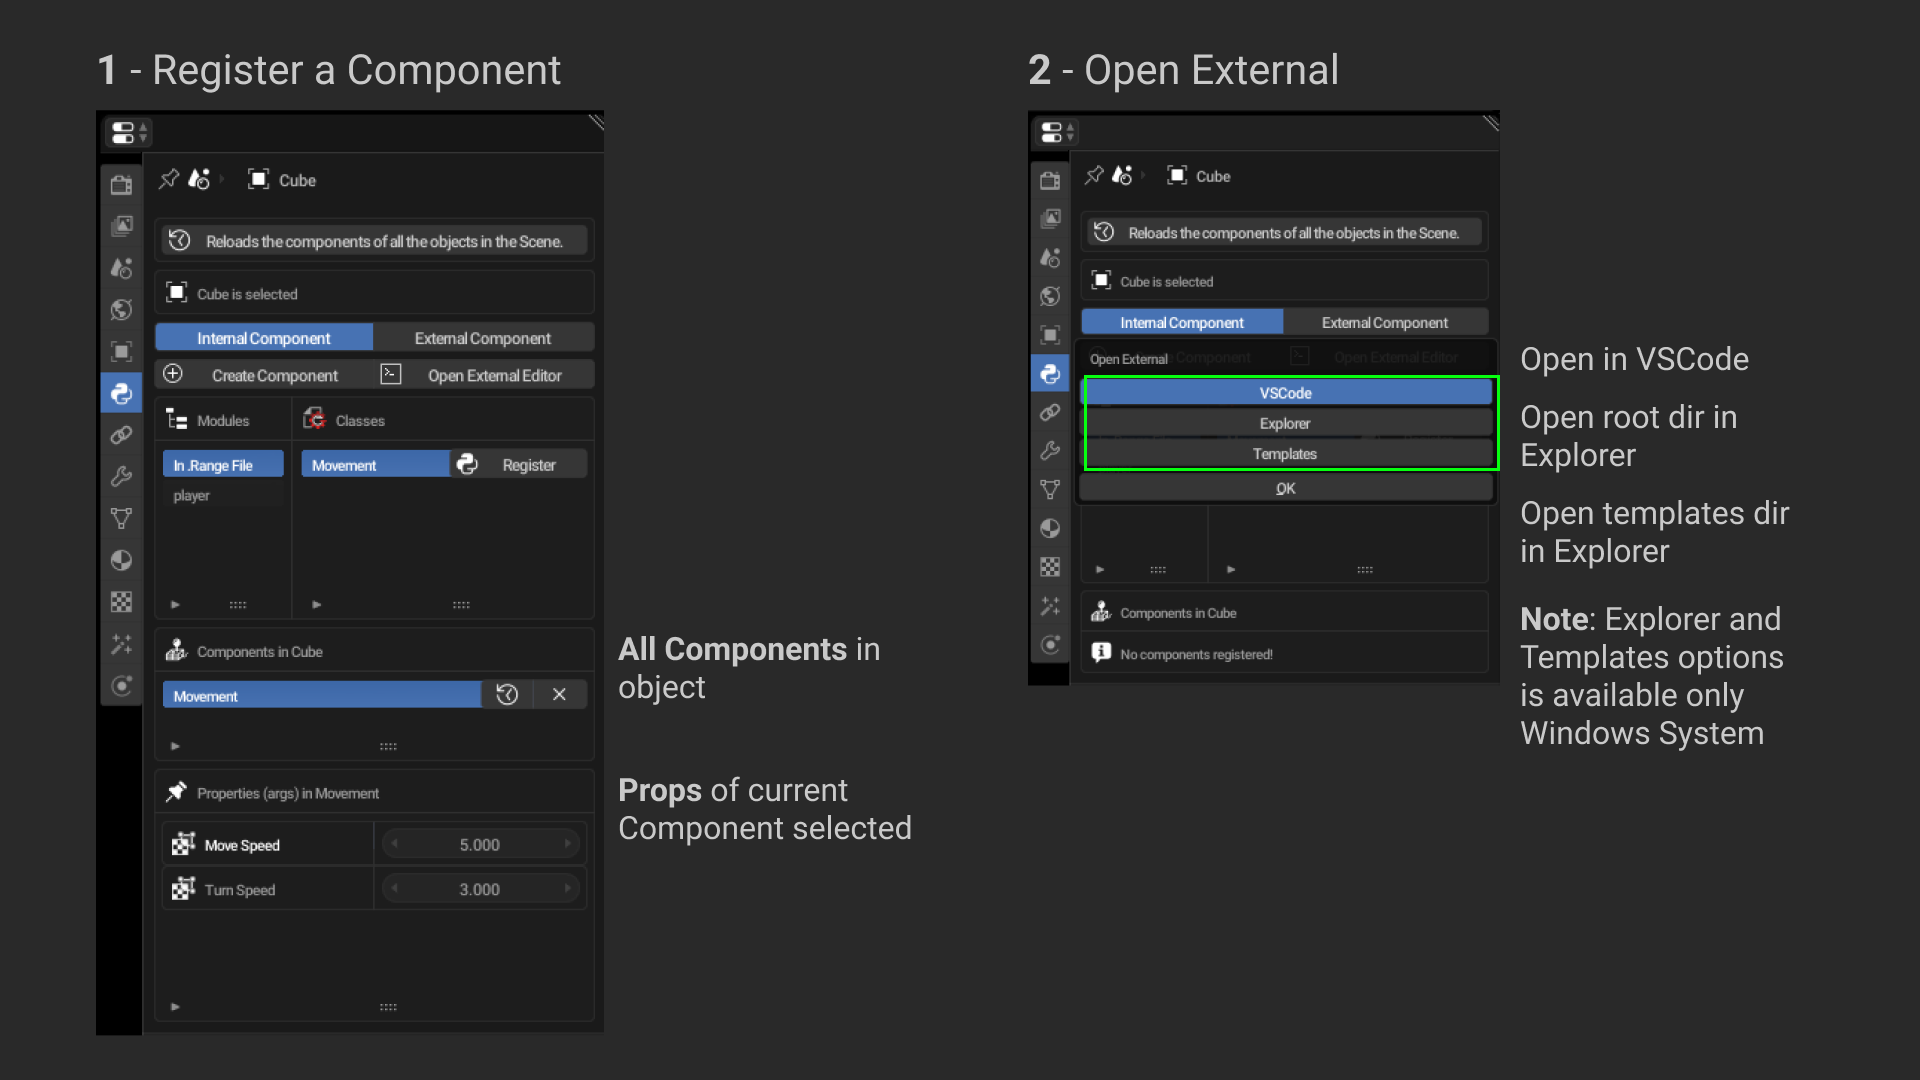 1 - Register a Component
Cube
Reloads the components of all the objects in the Scene.
Cube is selected
Internal Component
External Component
Create Component
Open External Editor
Modules
Classes
In .Range File
player
Movement
Register
Components in Cube
Movement
All Components in
object
Properties (args) in Movement
Props of current
Component selected
Move Speed
5.000
Turn Speed
3.000
2 - Open External
Cube
Reloads the components of all the objects in the Scene.
Cube is selected
Internal Component
External Component
Open External
Component
Open External Editor
VSCode
Explorer
Templates
OK
Components in Cube
No components registered!
Open in VSCode
Open root dir in
Explorer
Open templates dir
in Explorer
Note: Explorer and
Templates options
is available only
Windows System